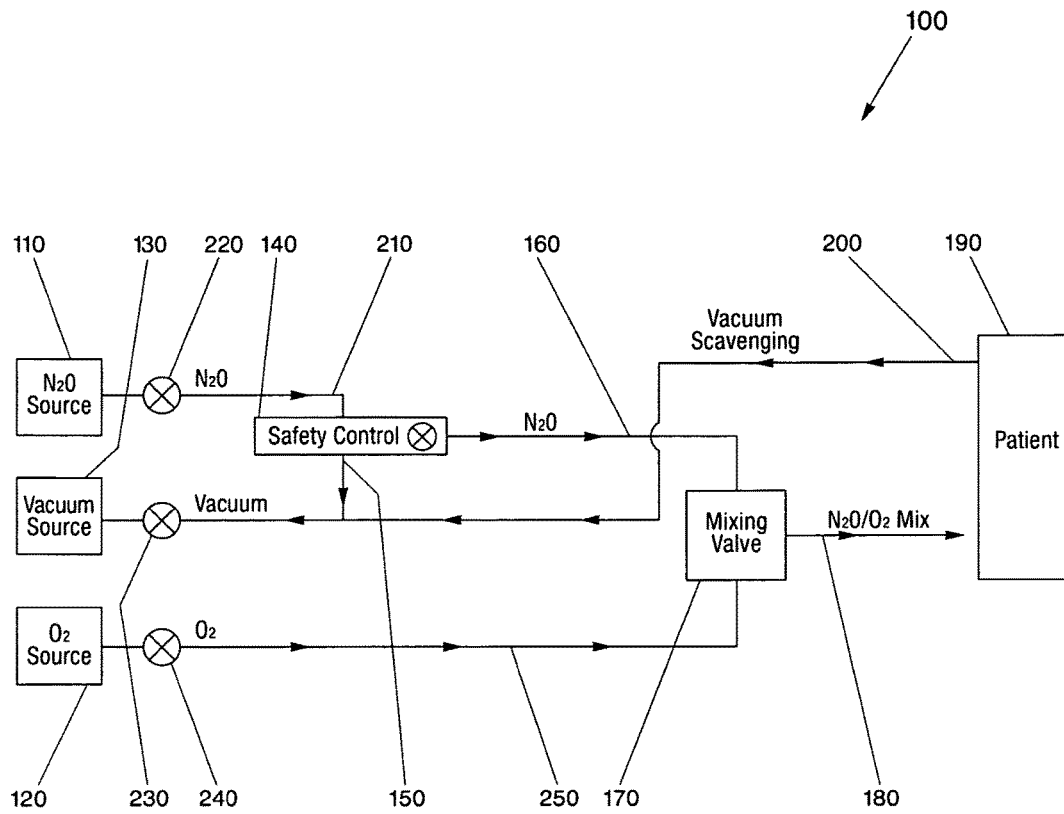 100
110
130
220
140
210
160
200
190
Vacuum
Scavenging
N₂O
Source
N₂O
Safety Control
N₂O
Patient
Vacuum
Source
Vacuum
Mixing
Valve
N₂O/O₂ Mix
O₂
Source
O₂
120
230
240
150
250
170
180